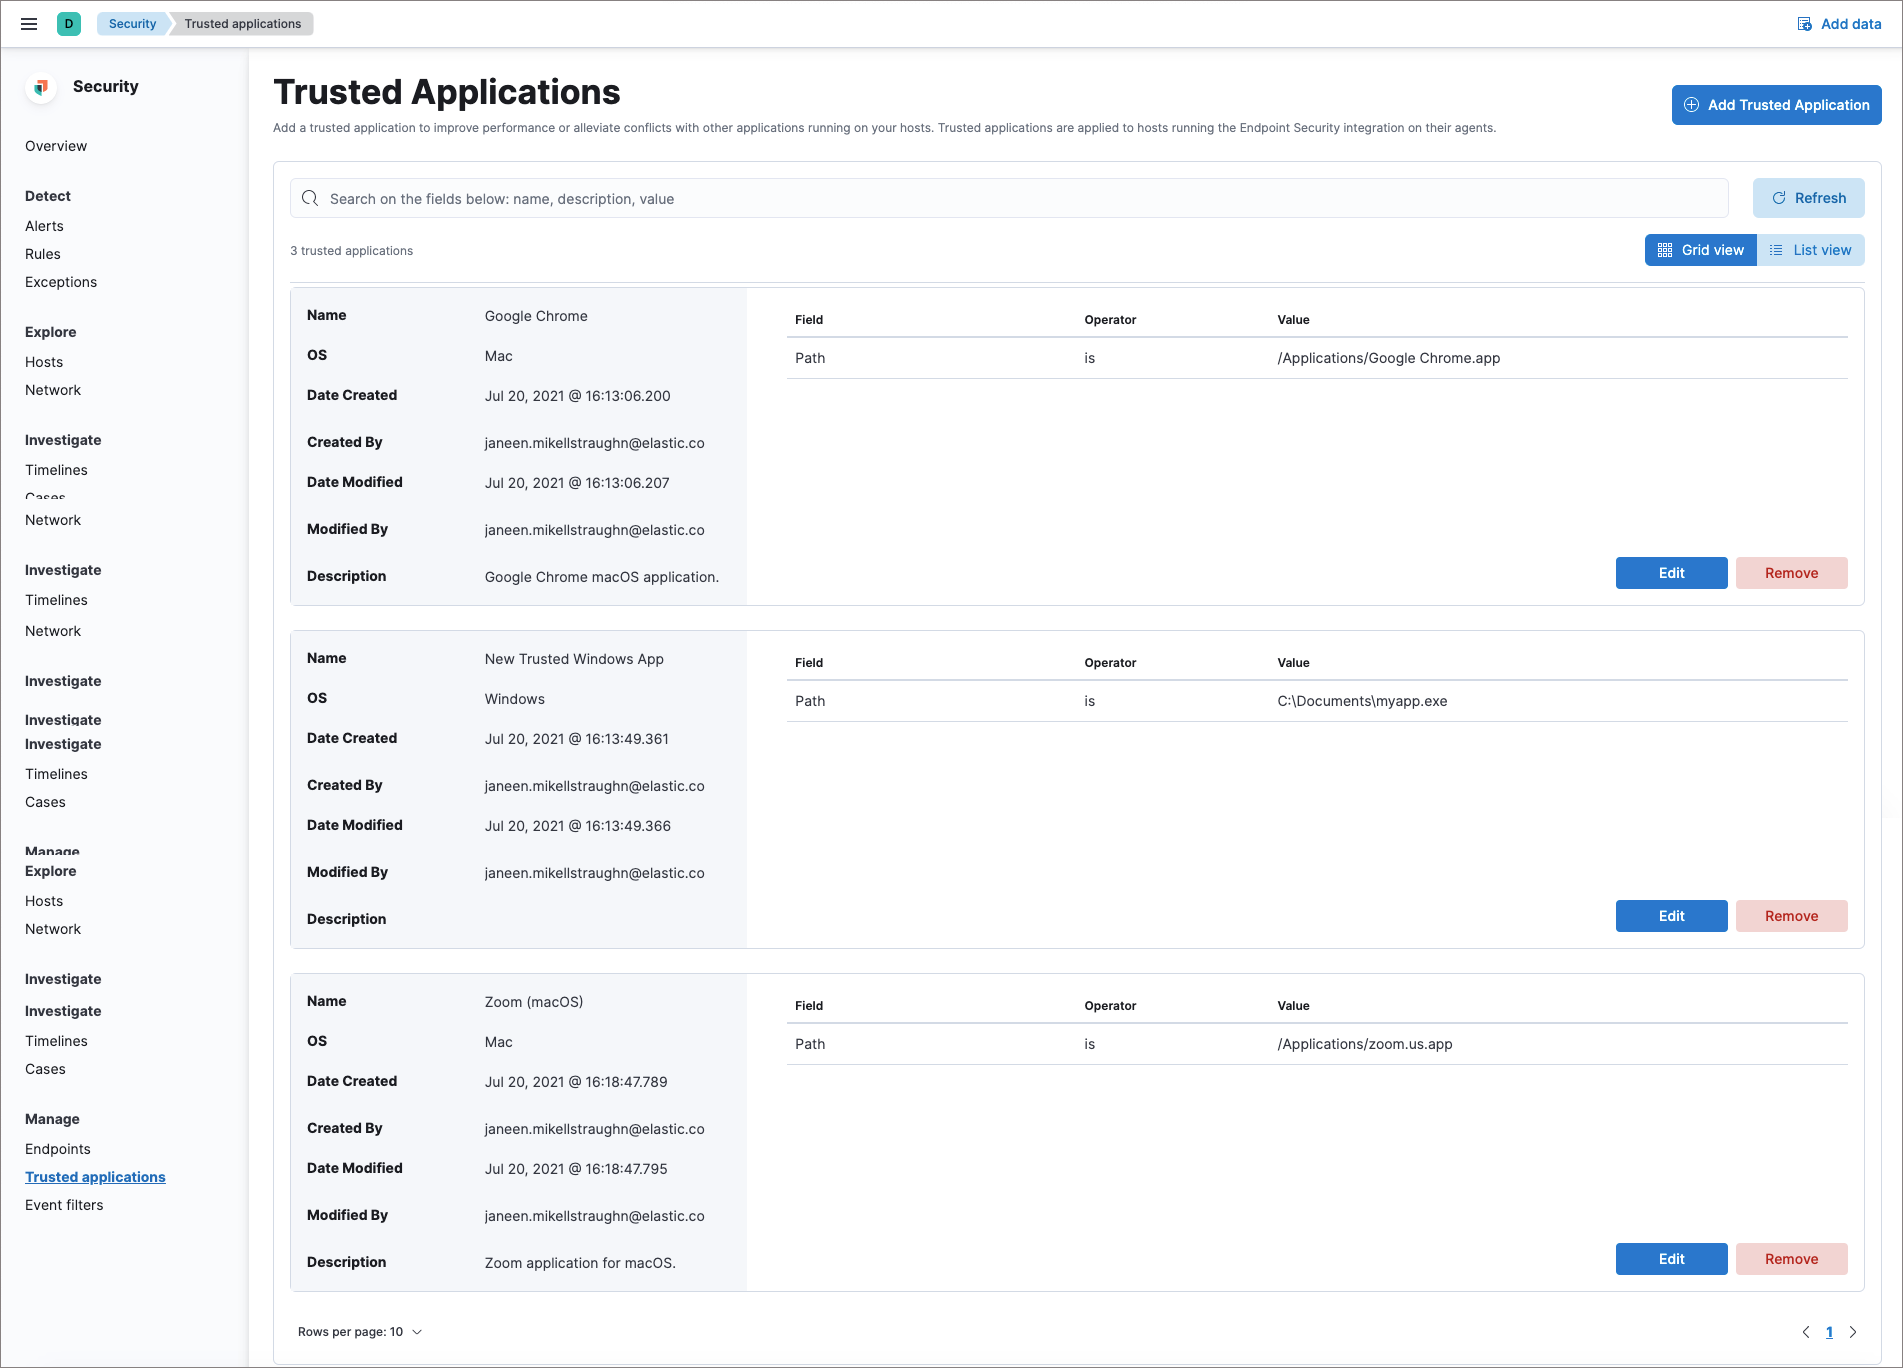 D
Security
Trusted applications
Add data
Security
Overview
Detect
Alerts
Rules
Exceptions
Explore
Hosts
Network
Investigate
Timelines
Cases
Network
Investigate
Timelines
Network
Investigate
Investigate
Investigate
Timelines
Cases
Manage
Explore
Hosts
Network
Investigate
Investigate
Timelines
Cases
Manage
Endpoints
Trusted applications
Event filters
Trusted Applications
Add a trusted application to improve performance or alleviate conflicts with other applications running on your hosts. Trusted applications are applied to hosts running the Endpoint Security integration on their agents.
Add Trusted Application
Search on the fields below: name, description, value
Refresh
3 trusted applications
Grid view
List view
Name Google Chrome
OS Mac
Date Created Jul 20, 2021 @ 16:13:06.200
Created By janeen.mikellstraughn@elastic.co
Date Modified Jul 20, 2021 @ 16:13:06.207
Modified By janeen.mikellstraughn@elastic.co
Description Google Chrome macOS application.
Field Operator Value
Path is /Applications/Google Chrome.app
Edit Remove
Name New Trusted Windows App
OS Windows
Date Created Jul 20, 2021 @ 16:13:49.361
Created By janeen.mikellstraughn@elastic.co
Date Modified Jul 20, 2021 @ 16:13:49.366
Modified By janeen.mikellstraughn@elastic.co
Description
Field Operator Value
Path is C:\Documents\myapp.exe
Edit Remove
Name Zoom (macOS)
OS Mac
Date Created Jul 20, 2021 @ 16:18:47.789
Created By janeen.mikellstraughn@elastic.co
Date Modified Jul 20, 2021 @ 16:18:47.795
Modified By janeen.mikellstraughn@elastic.co
Description Zoom application for macOS.
Field Operator Value
Path is /Applications/zoom.us.app
Edit Remove
Rows per page: 10
1